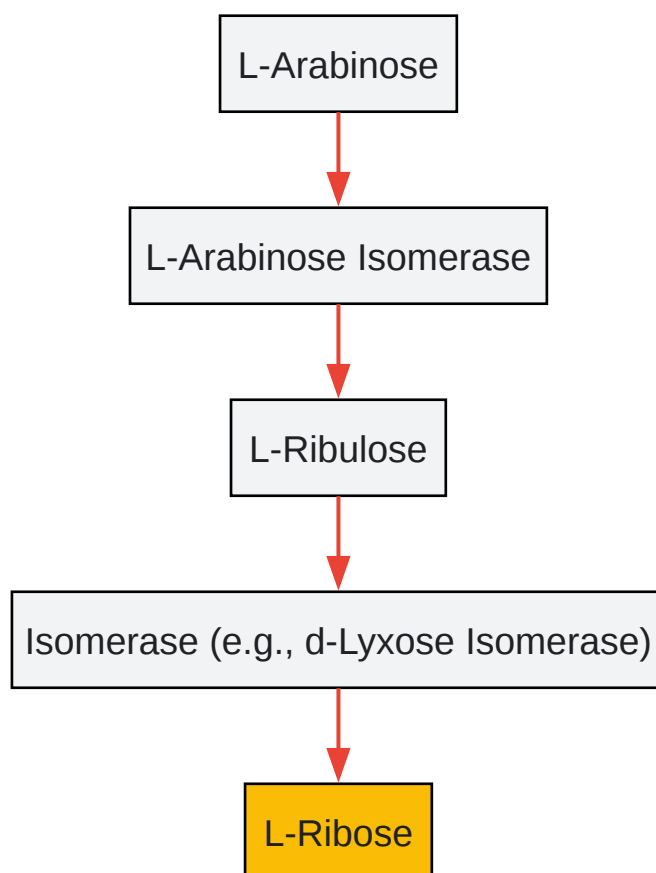 L-Arabinose
L-Arabinose Isomerase
L-Ribulose
Isomerase (e.g., d-Lyxose Isomerase)
L-Ribose